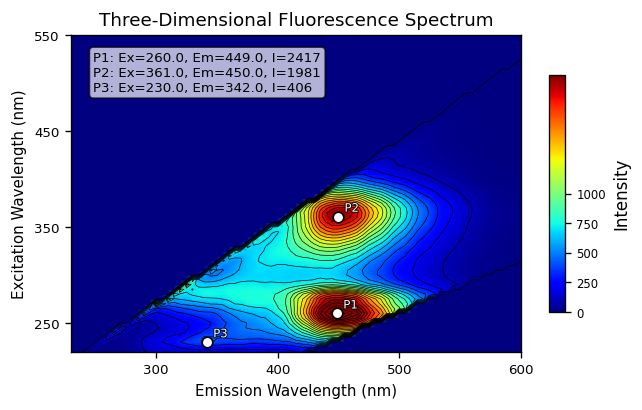 Three-Dimensional Fluorescence Spectrum
P1: Ex=260.0, Em=449.0, I=2417
P2: Ex=361.0, Em=450.0, I=1981
P3: Ex=230.0, Em=342.0, I=406
550
450
350
250
Excitation Wavelength (nm)
P2
P1
P3
300
400
500
600
Emission Wavelength (nm)
1000
750
500
250
0
Intensity